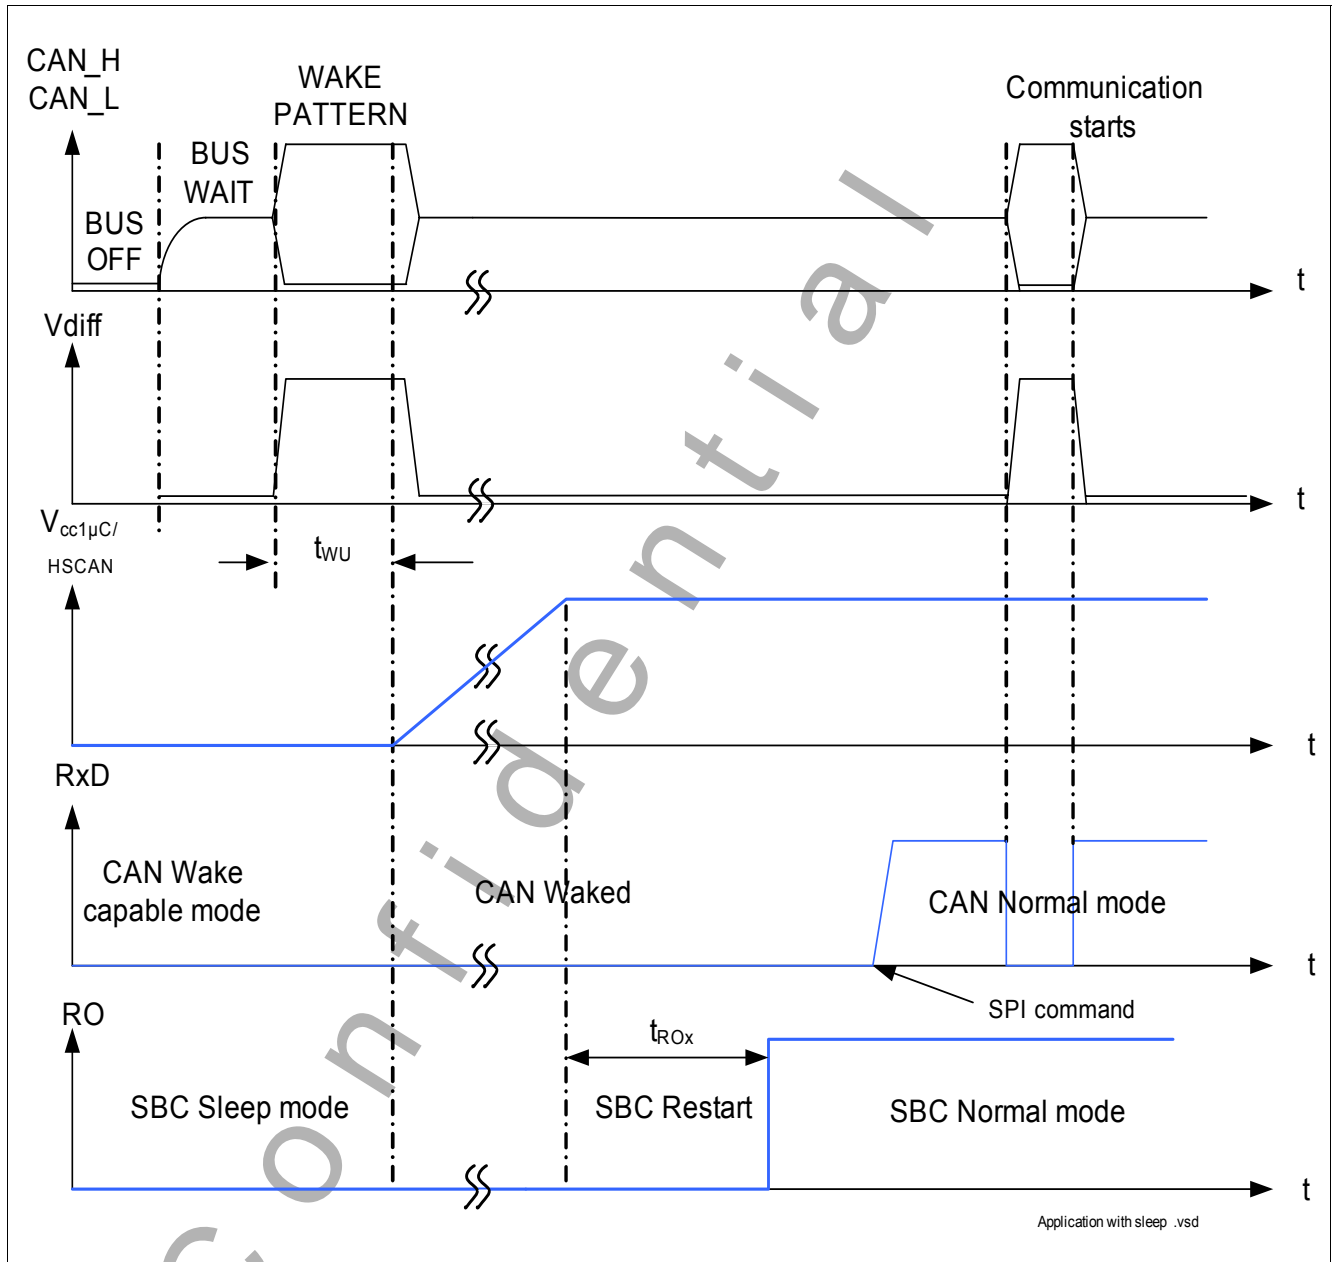 CAN_H
CAN_L
WAKE
PATTERN
Communication
starts
BUS
WAIT
BUS
OFF
t
Vdiff
t
Vcc1µC/
HSCAN
tWU
t
RxD
CAN Wake
capable mode
CAN Waked
CAN Normal mode
t
SPI command
RO
tROx
SBC Sleep mode
SBC Restart
SBC Normal mode
t
Application with sleep .vsd
Confidential